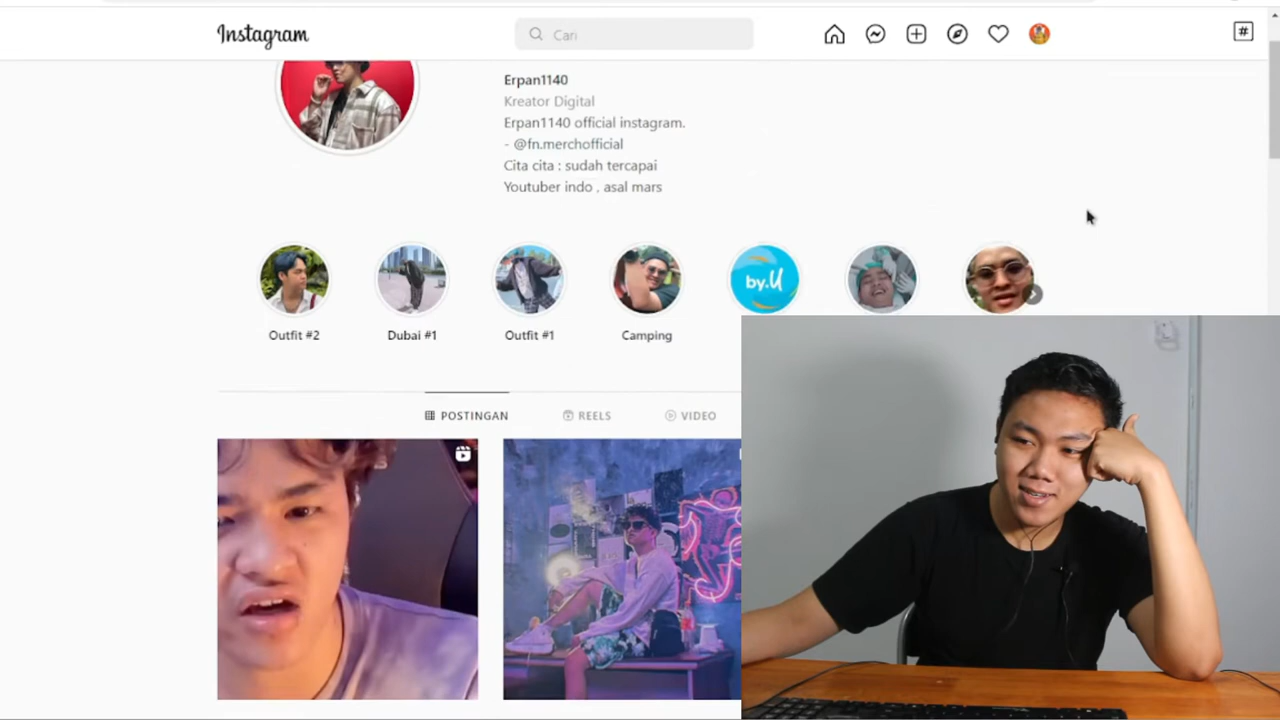 Instagram
Cari
#
Erpan1140
Kreator Digital
Erpan1140 official instagram.
- @fn.merchofficial
Cita cita : sudah tercapai
Youtuber indo , asal mars
by.U
Outfit #2
Dubai #1
Outfit #1
Camping
POSTINGAN
REELS
VIDEO